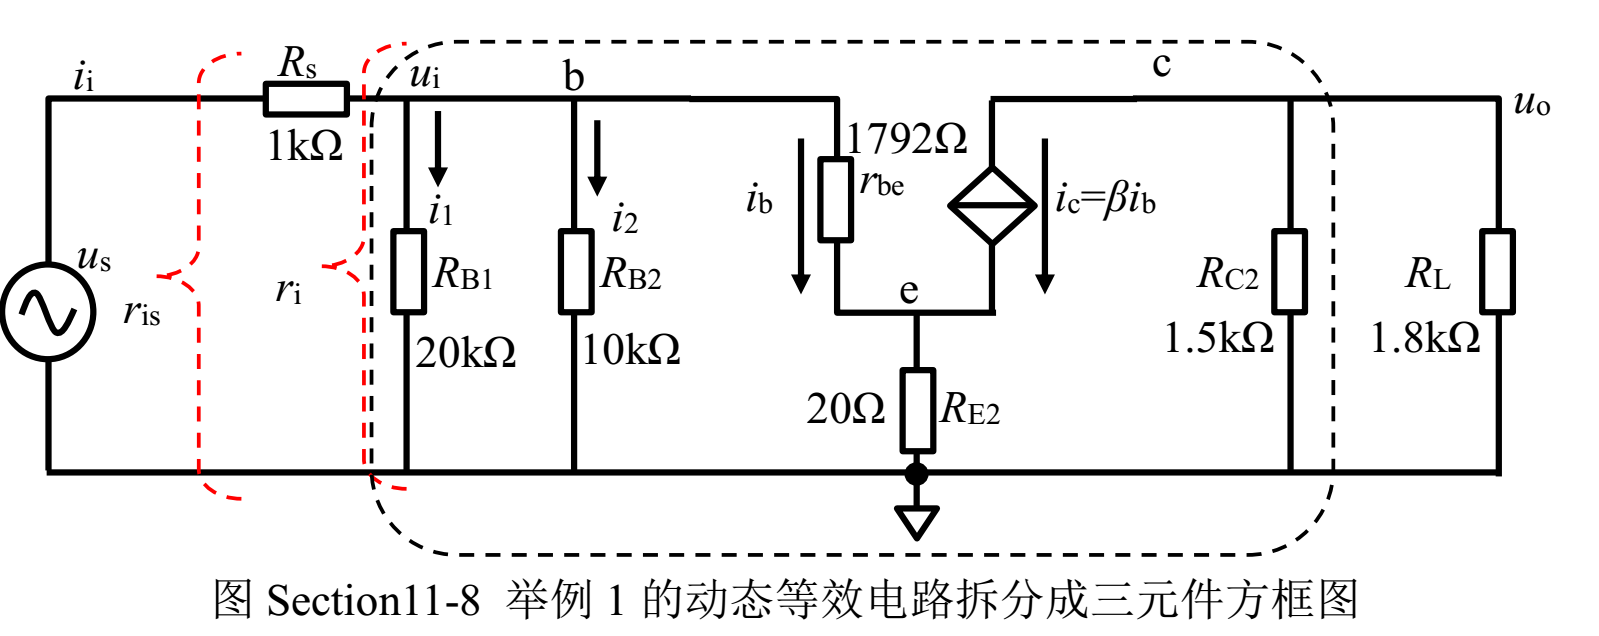 ii
Rs
1kΩ
ui
b
c
uo
i1
i2
ib
1792Ω
rbe
ic=βib
us
ris
ri
RB1
20kΩ
RB2
10kΩ
e
20Ω
RE2
RC2
1.5kΩ
RL
1.8kΩ
图 Section11-8 举例 1 的动态等效电路拆分成三元件方框图